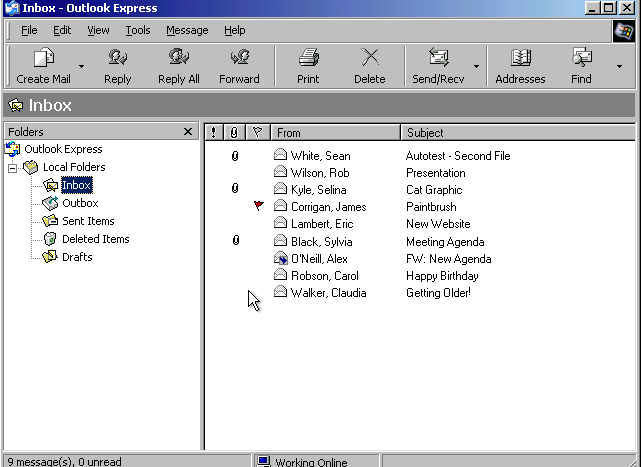 Inbox - Outlook Express
File Edit View Tools Message Help
Create Mail Reply Reply All Forward Print Delete Send/Recv Addresses Find
Inbox
Folders ! From Subject
Outlook Express
Local Folders
Inbox
Outbox
Sent Items
Deleted Items
Drafts
White, Sean Autotest - Second File
Wilson, Rob Presentation
Kyle, Selina Cat Graphic
Corrigan, James Paintbrush
Lambert, Eric New Website
Black, Sylvia Meeting Agenda
O'Neill, Alex FW: New Agenda
Robson, Carol Happy Birthday
Walker, Claudia Getting Older!
9 message(s), 0 unread Working Online